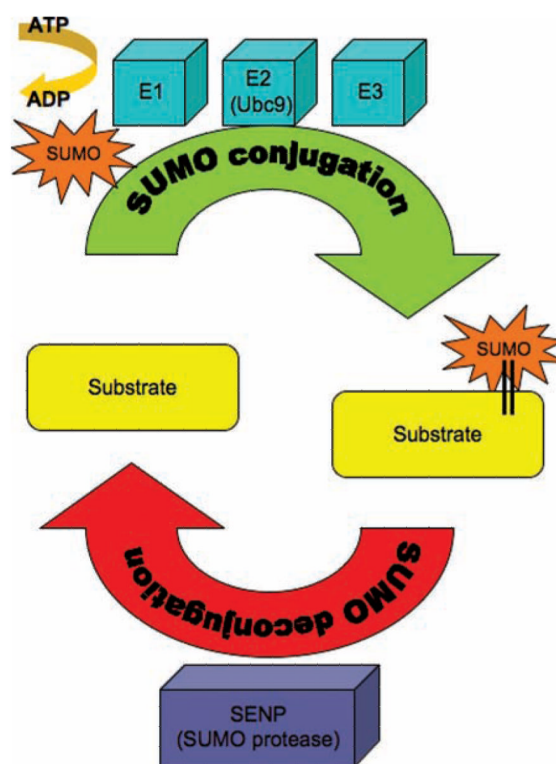 ATP
ADP
E1
E2
(Ubc9)
E3
SUMO
SUMO conjugation
SUMO
Substrate
Substrate
SUMO deconjugation
SENP
(SUMO protease)